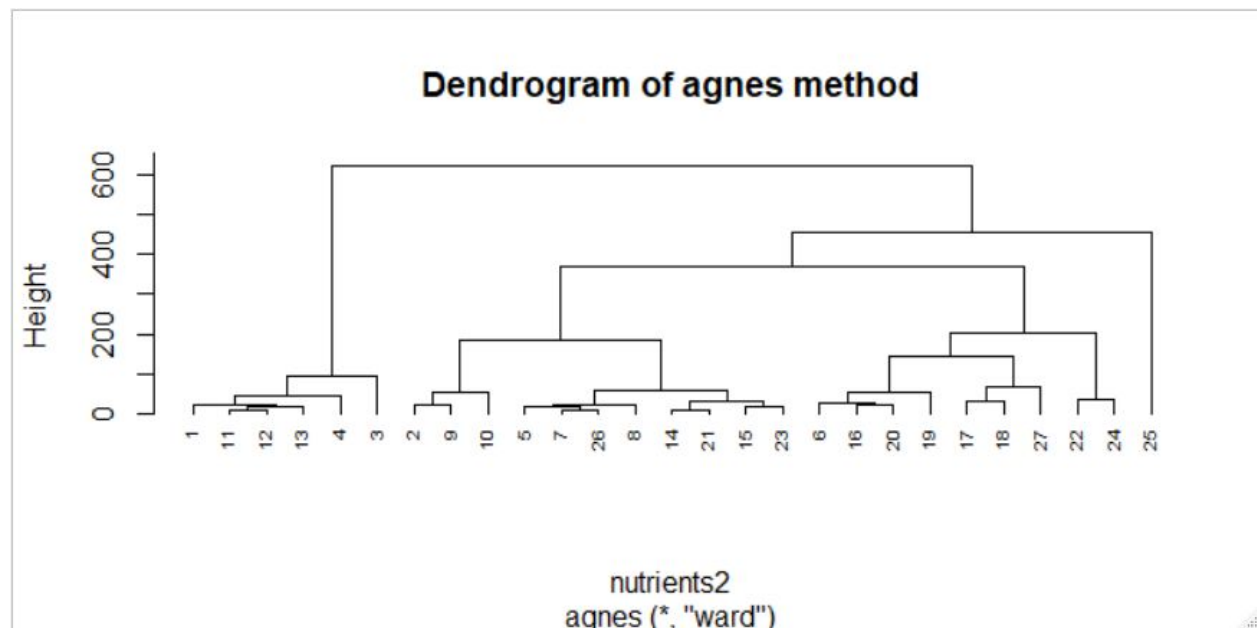 Dendrogram of agnes method
Height
600
400
200
0
1 11 12 13 4 3 2 9 10 5 7 26 8 14 21 15 23 6 16 20 19 17 18 27 22 24 25
nutrients2
agnes (*, "ward")